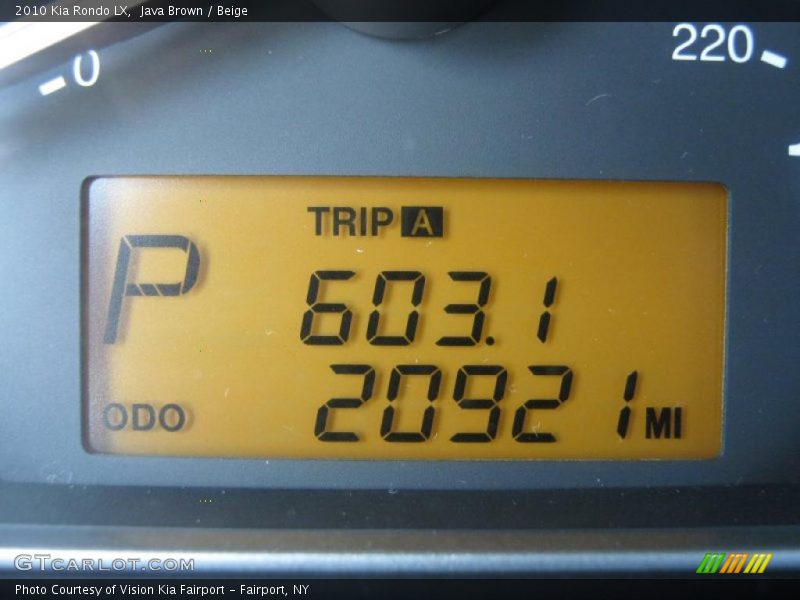 2010 Kia Rondo LX, Java Brown / Beige
0
220
TRIP A
P
603.1
ODO 20921 MI
GTCARLOT.COM
Photo Courtesy of Vision Kia Fairport - Fairport, NY